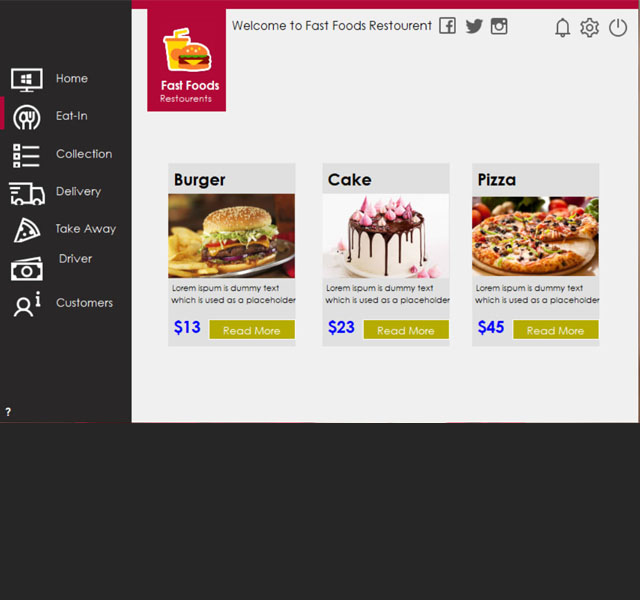 Welcome to Fast Foods Restourent
Fast Foods
Restourents
Home
Eat-In
Collection
Delivery
Take Away
Driver
Customers
?
Burger
Lorem ispum is dummy text
which is used as a placeholder
$13
Read More
Cake
Lorem ispum is dummy text
which is used as a placeholder
$23
Read More
Pizza
Lorem ispum is dummy text
which is used as a placeholder
$45
Read More